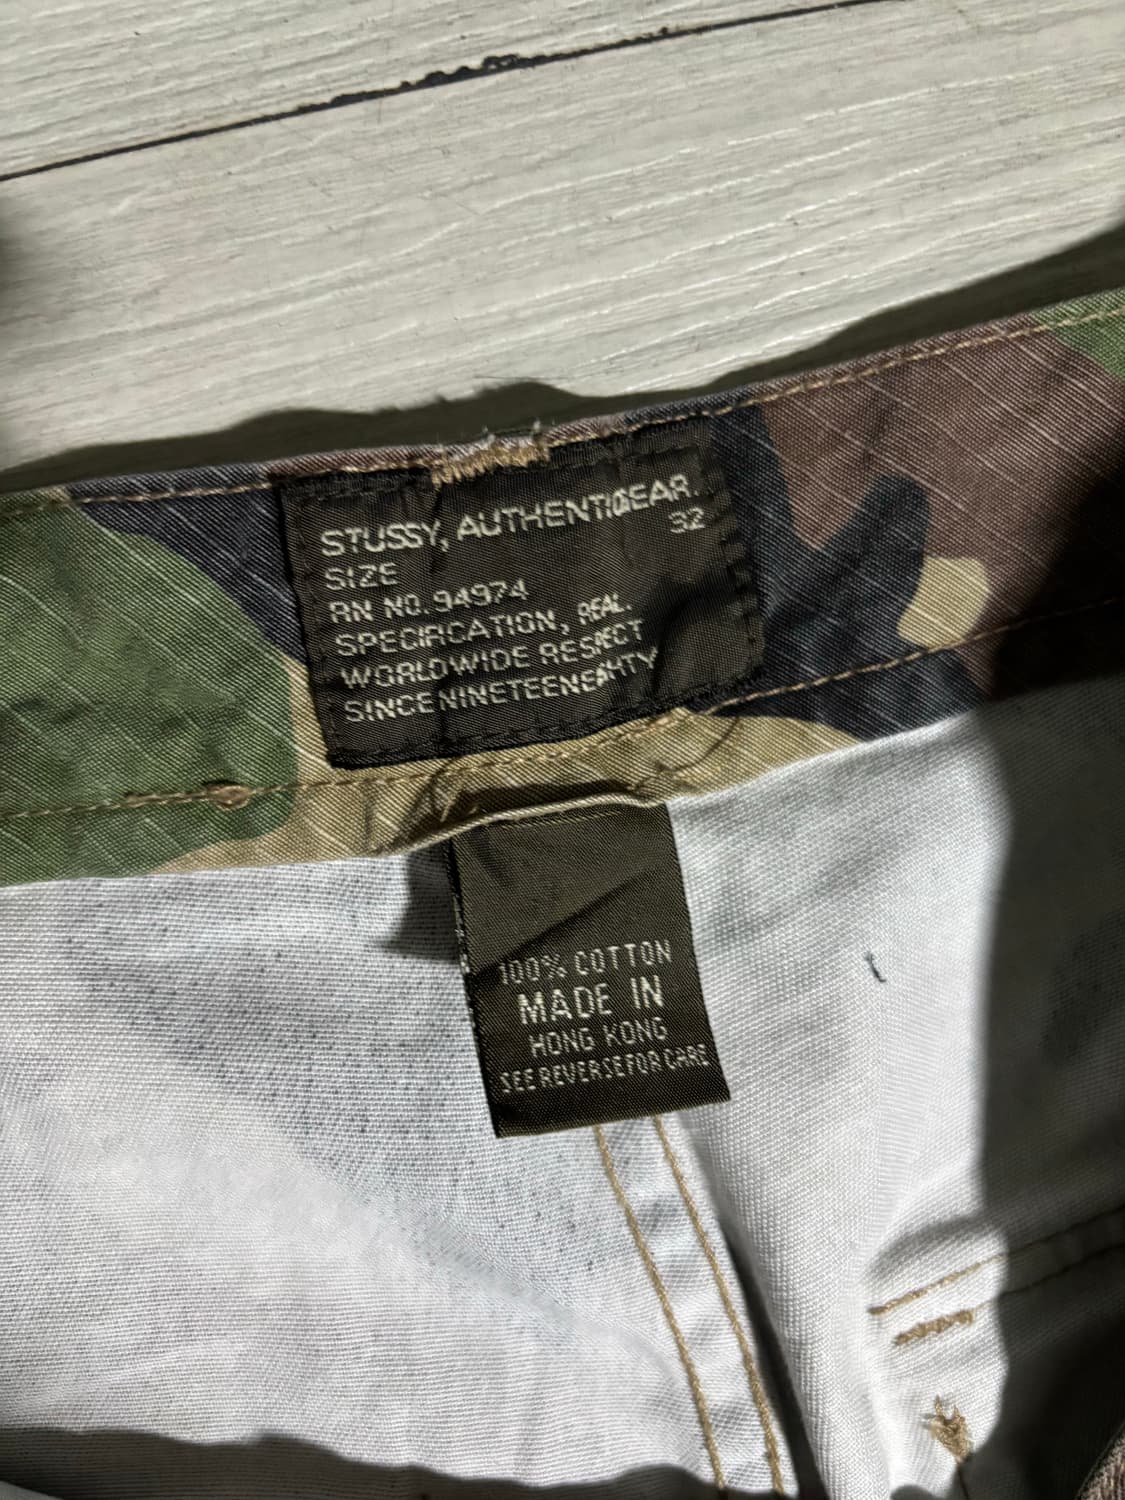 STUSSY, AUTHENTICGEAR.
SIZE 32
RN NO. 94974
SPECIFICATION, REAL.
WORLDWIDE RESPECT
SINCE NINETEENEIGHTY
100% COTTON
MADE IN
HONG KONG
SEE REVERSE FOR CARE